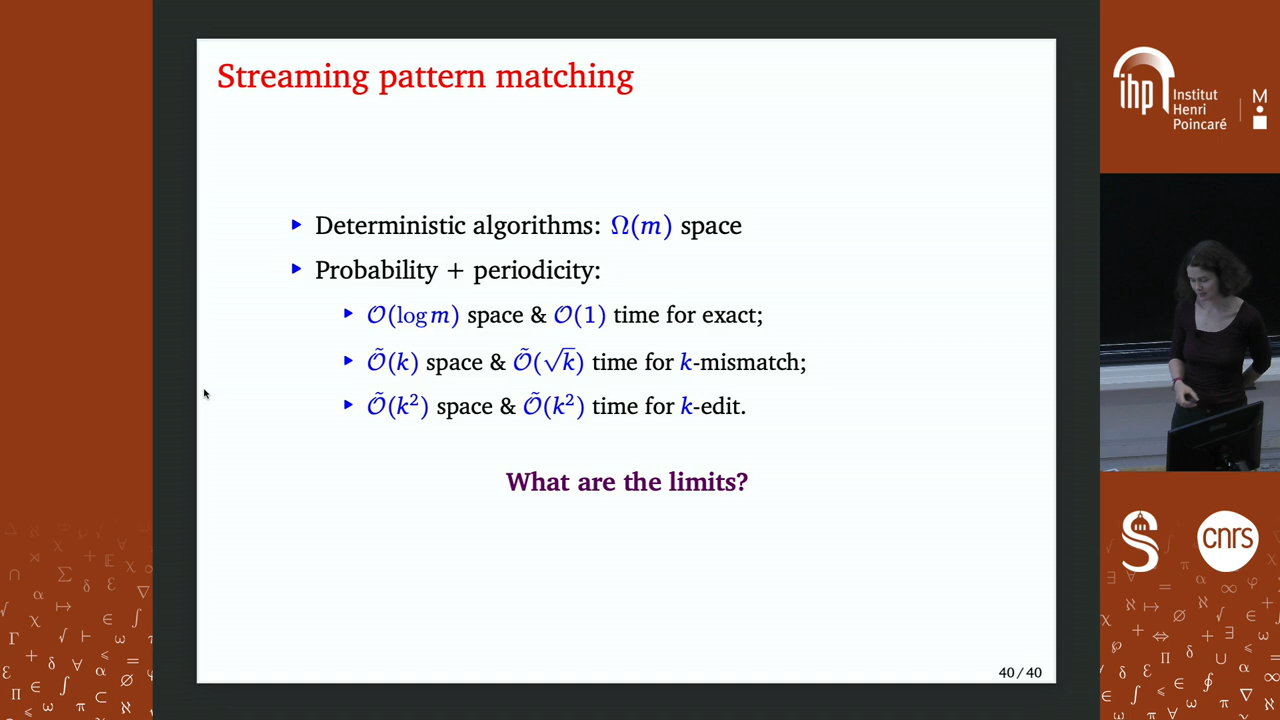 Streaming pattern matching
Deterministic algorithms: Ω(m) space
Probability + periodicity:
𝒪(log m) space & 𝒪(1) time for exact;
𝒪̃(k) space & 𝒪̃(√k) time for k-mismatch;
𝒪̃(k²) space & 𝒪̃(k²) time for k-edit.
What are the limits?
40 / 40
ihp
Institut
Henri
Poincaré
M
S
cnrs